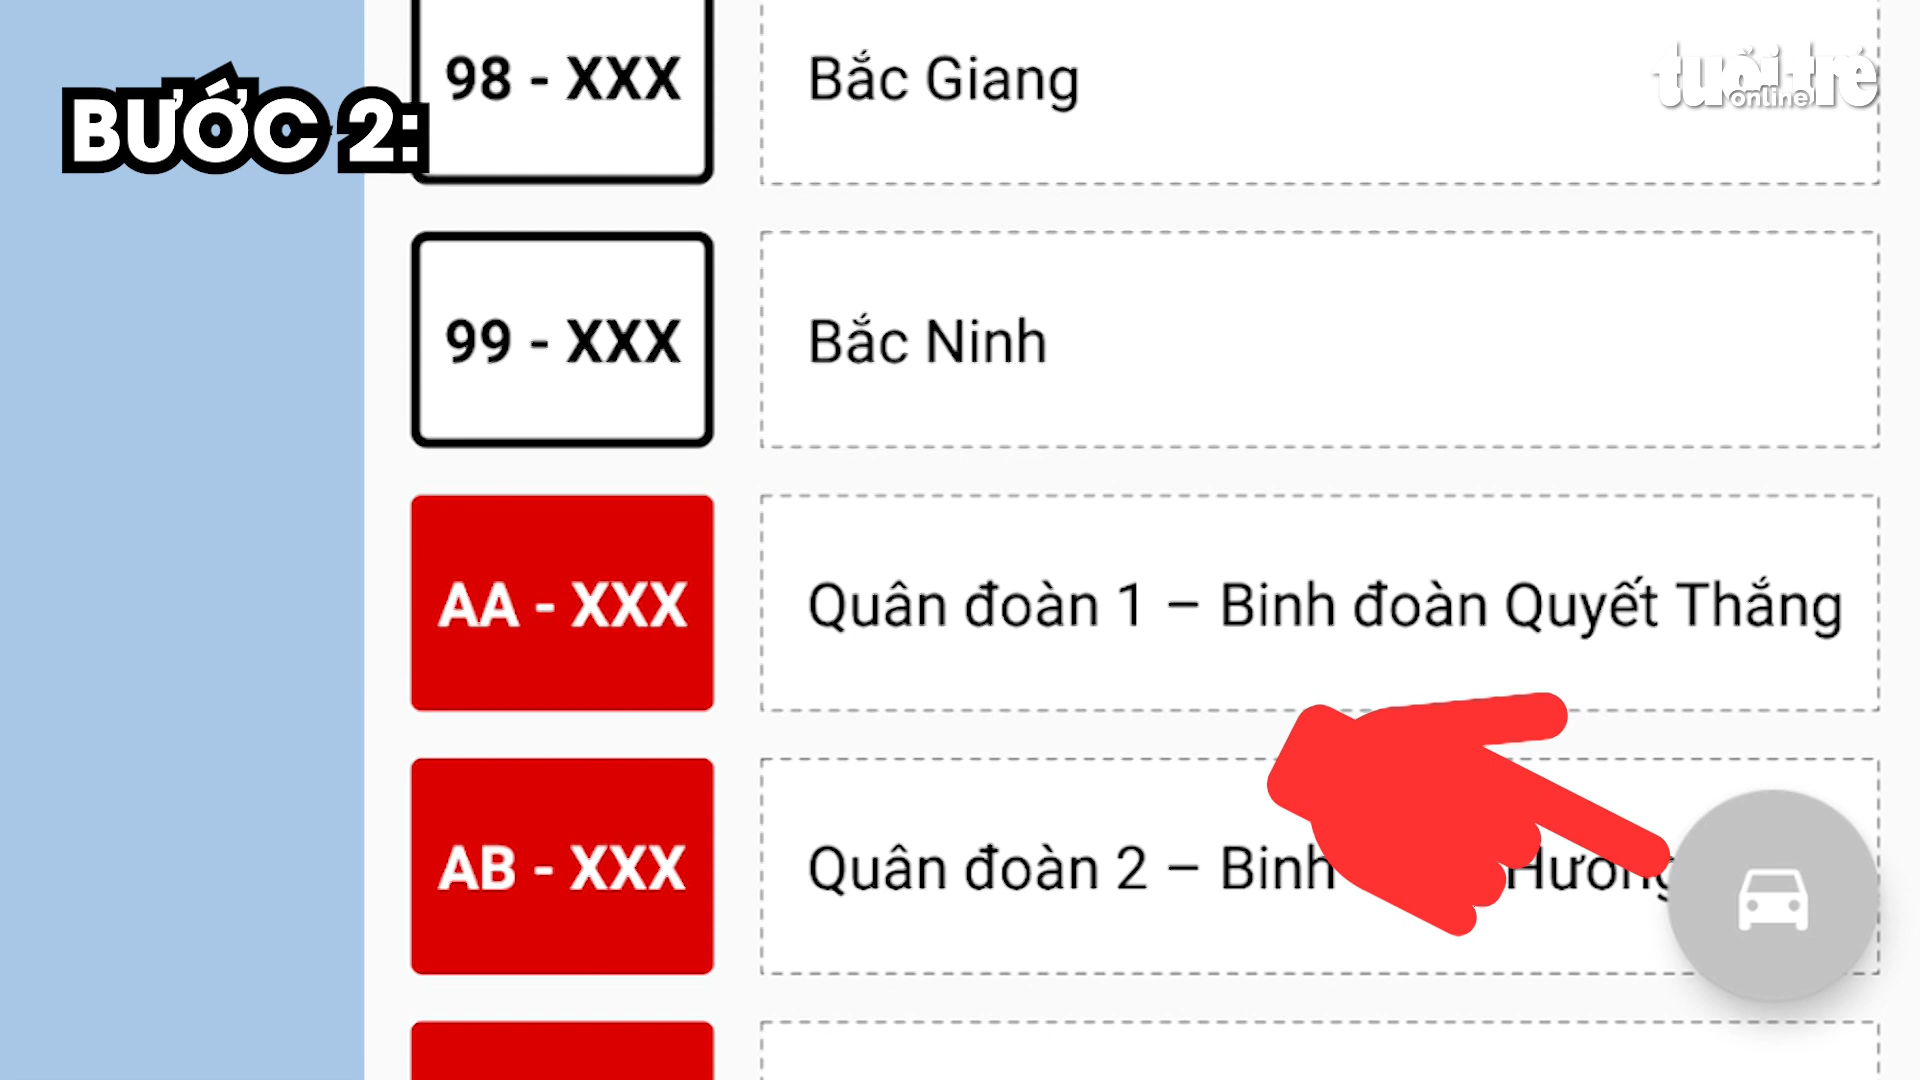 BƯỚC 2:
tuổi trẻ
online
98 - XXX
Bắc Giang
99 - XXX
Bắc Ninh
AA - XXX
Quân đoàn 1 – Binh đoàn Quyết Thắng
AB - XXX
Quân đoàn 2 – Binh Hương